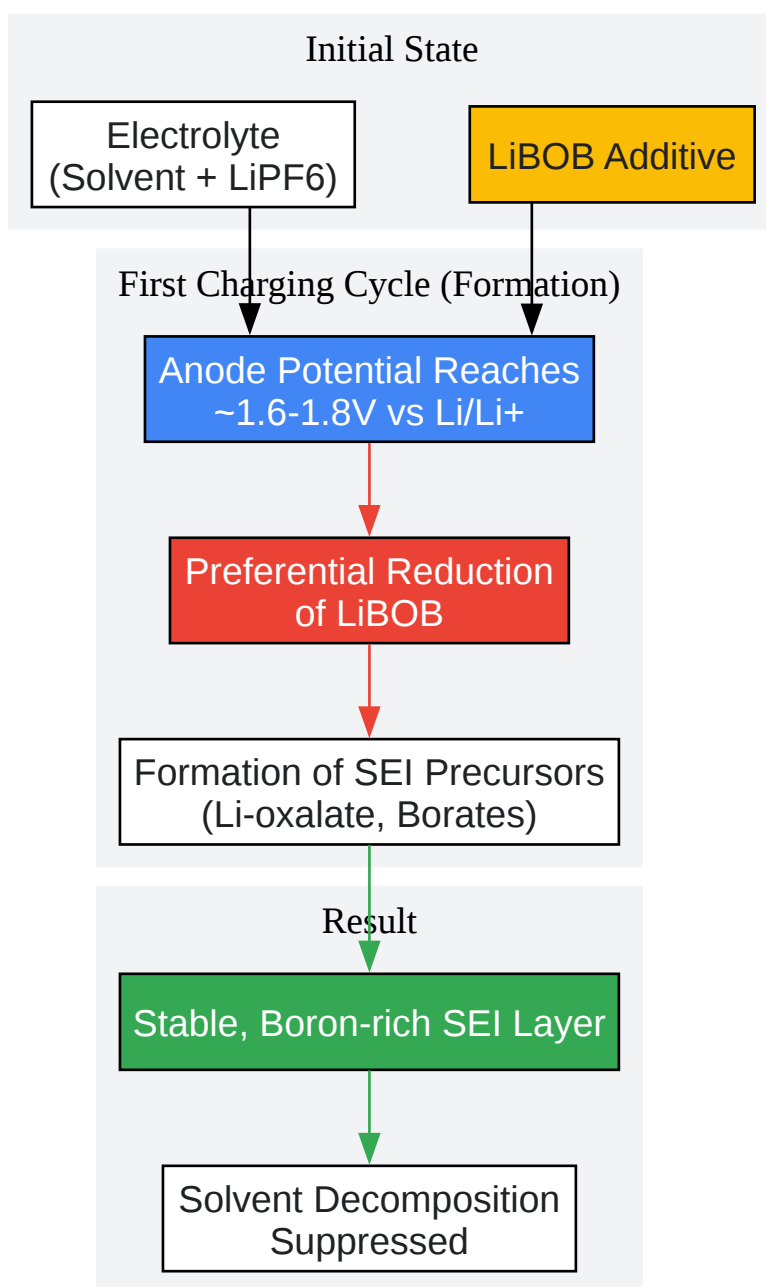 Initial State
Electrolyte
(Solvent + LiPF6)
LiBOB Additive
First Charging Cycle (Formation)
Anode Potential Reaches
~1.6-1.8V vs Li/Li+
Preferential Reduction
of LiBOB
Formation of SEI Precursors
(Li-oxalate, Borates)
Result
Stable, Boron-rich SEI Layer
Solvent Decomposition
Suppressed